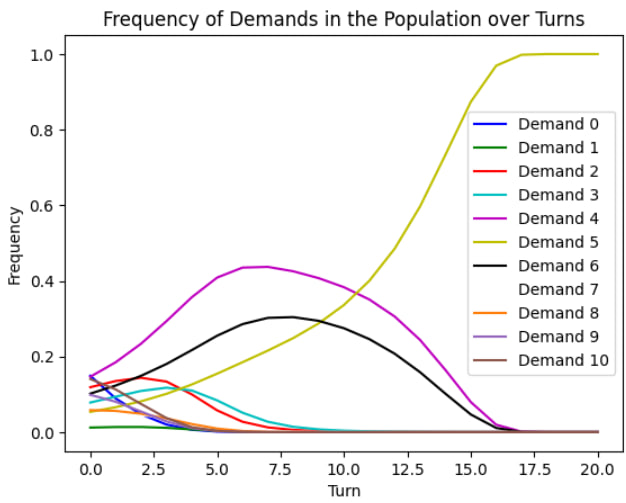 Frequency of Demands in the Population over Turns
1.0
0.8
0.6
0.4
0.2
0.0
Frequency
Demand 0
Demand 1
Demand 2
Demand 3
Demand 4
Demand 5
Demand 6
Demand 7
Demand 8
Demand 9
Demand 10
0.0 2.5 5.0 7.5 10.0 12.5 15.0 17.5 20.0
Turn